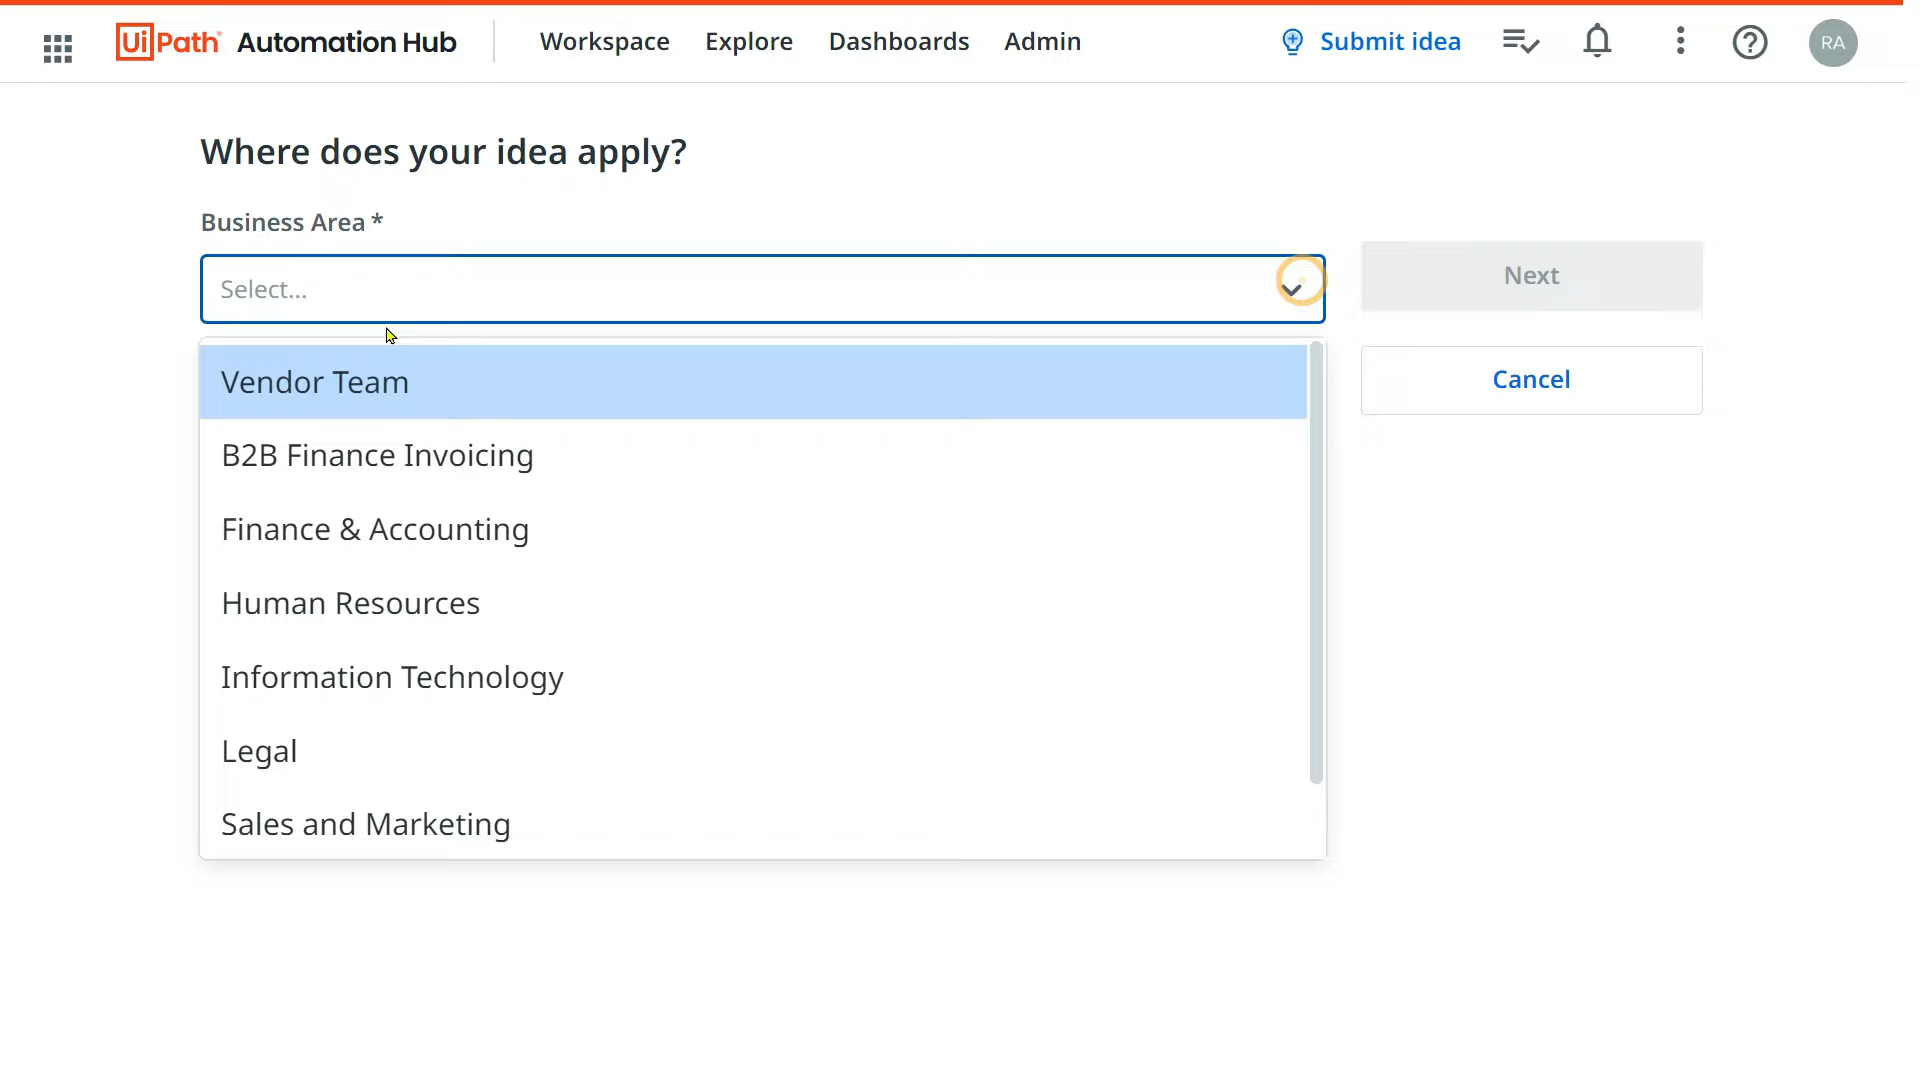 UiPath Automation Hub Workspace Explore Dashboards Admin Submit idea RA
Where does your idea apply?
Business Area *
Select...
Next
Vendor Team
Cancel
B2B Finance Invoicing
Finance & Accounting
Human Resources
Information Technology
Legal
Sales and Marketing